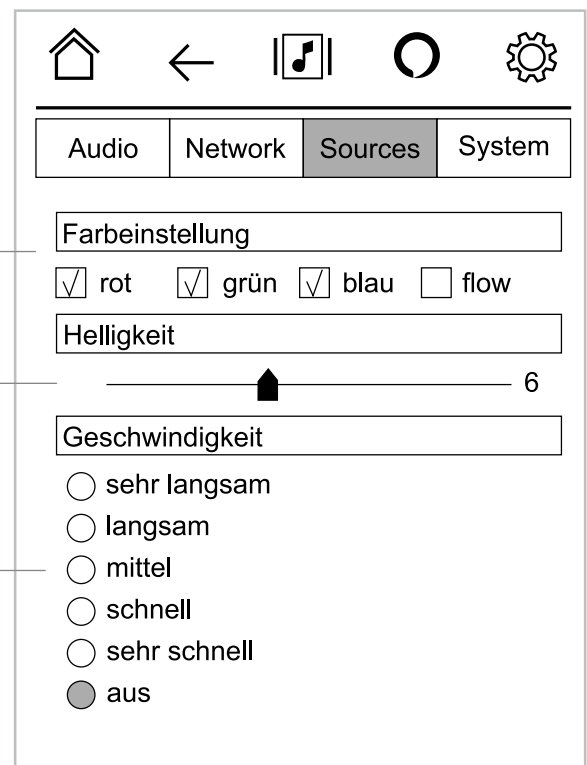 Audio Network Sources System
Farbeinstellung
rot grün blau flow
Helligkeit
6
Geschwindigkeit
sehr langsam
langsam
mittel
schnell
sehr schnell
aus